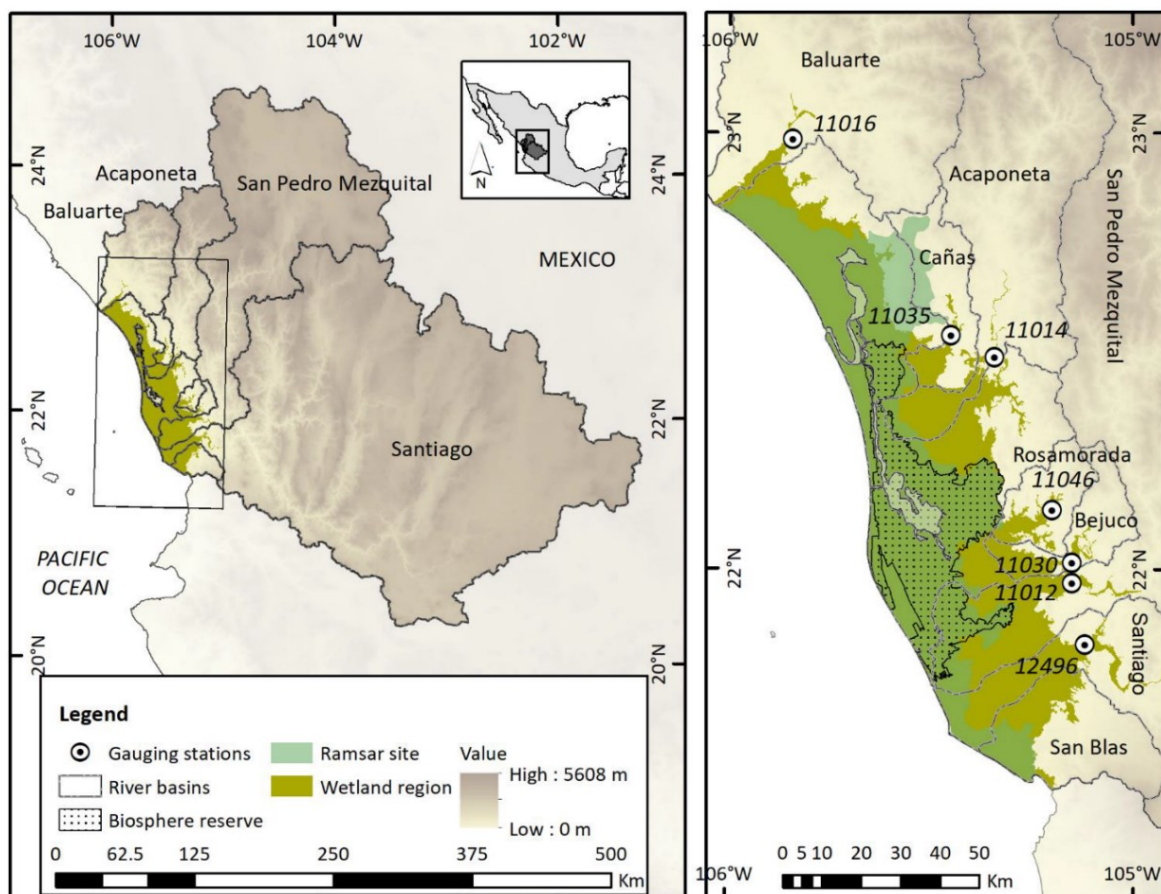 106°W
104°W
102°W
24°N
24°N
22°N
22°N
20°N
20°N
Acaponeta
San Pedro Mezquital
Baluarte
MEXICO
Santiago
PACIFIC
OCEAN
N
Legend
Gauging stations
River basins
Biosphere reserve
Ramsar site
Wetland region
Value
High : 5608 m
Low : 0 m
0
62.5
125
250
375
500
Km
106°W
105°W
23°N
23°N
22°N
22°N
106°W
105°W
Baluarte
11016
Acaponeta
San Pedro Mezquital
Cañas
11035
11014
Rosamorada
11046
Bejuco
11030
11012
Santiago
12496
San Blas
0
5
10
20
30
40
50
Km